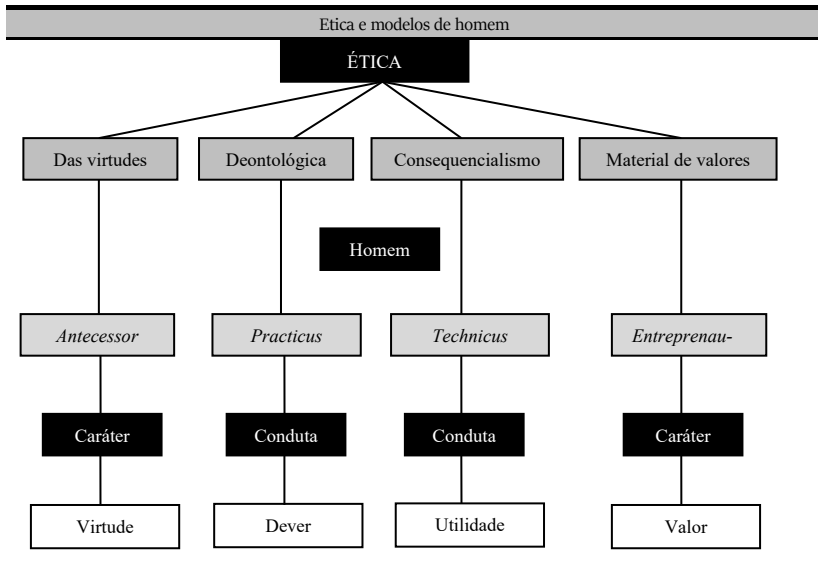 Etica e modelos de homem
ÉTICA
Das virtudes
Deontológica
Consequencialismo
Material de valores
Homem
Antecessor
Practicus
Technicus
Entreprenau-
Caráter
Conduta
Conduta
Caráter
Virtude
Dever
Utilidade
Valor